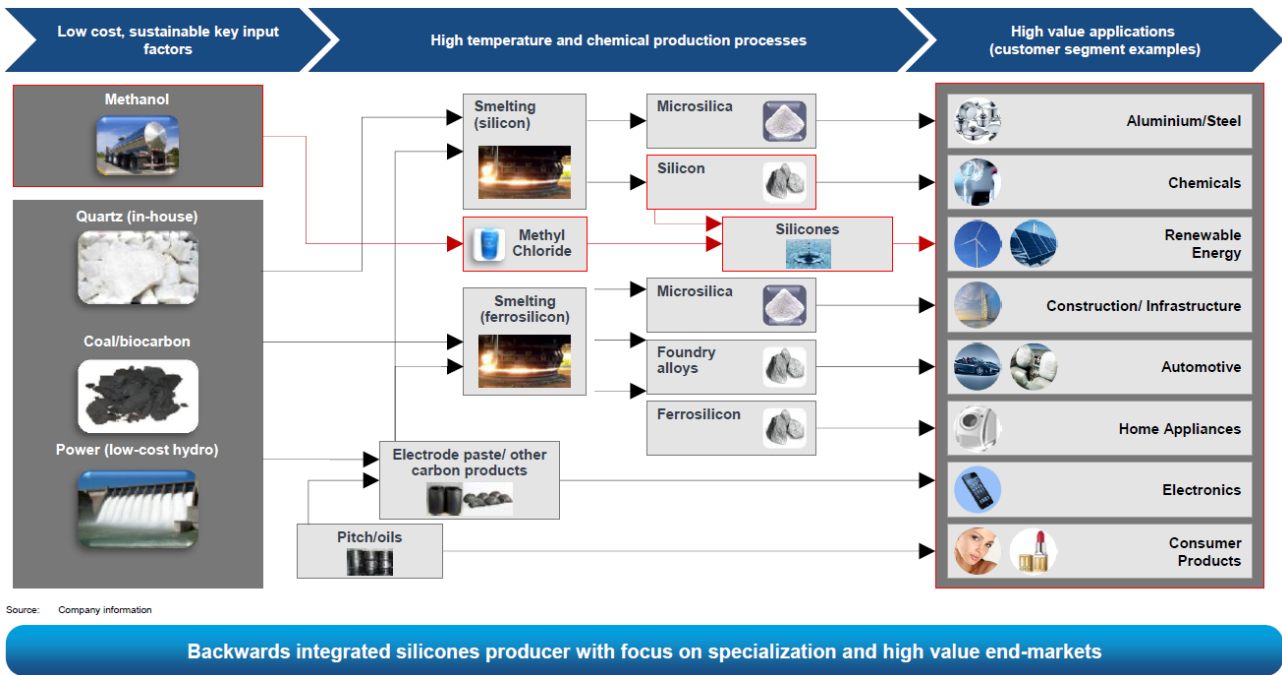 Low cost, sustainable key input
factors
High temperature and chemical production processes
High value applications
(customer segment examples)
Methanol
Quartz (in-house)
Coal/biocarbon
Power (low-cost hydro)
Smelting
(silicon)
Methyl
Chloride
Smelting
(ferrosilicon)
Electrode paste/ other
carbon products
Pitch/oils
Microsilica
Silicon
Silicones
Microsilica
Foundry
alloys
Ferrosilicon
Aluminium/Steel
Chemicals
Renewable
Energy
Construction/ Infrastructure
Automotive
Home Appliances
Electronics
Consumer
Products
Source: Company information
Backwards integrated silicones producer with focus on specialization and high value end-markets